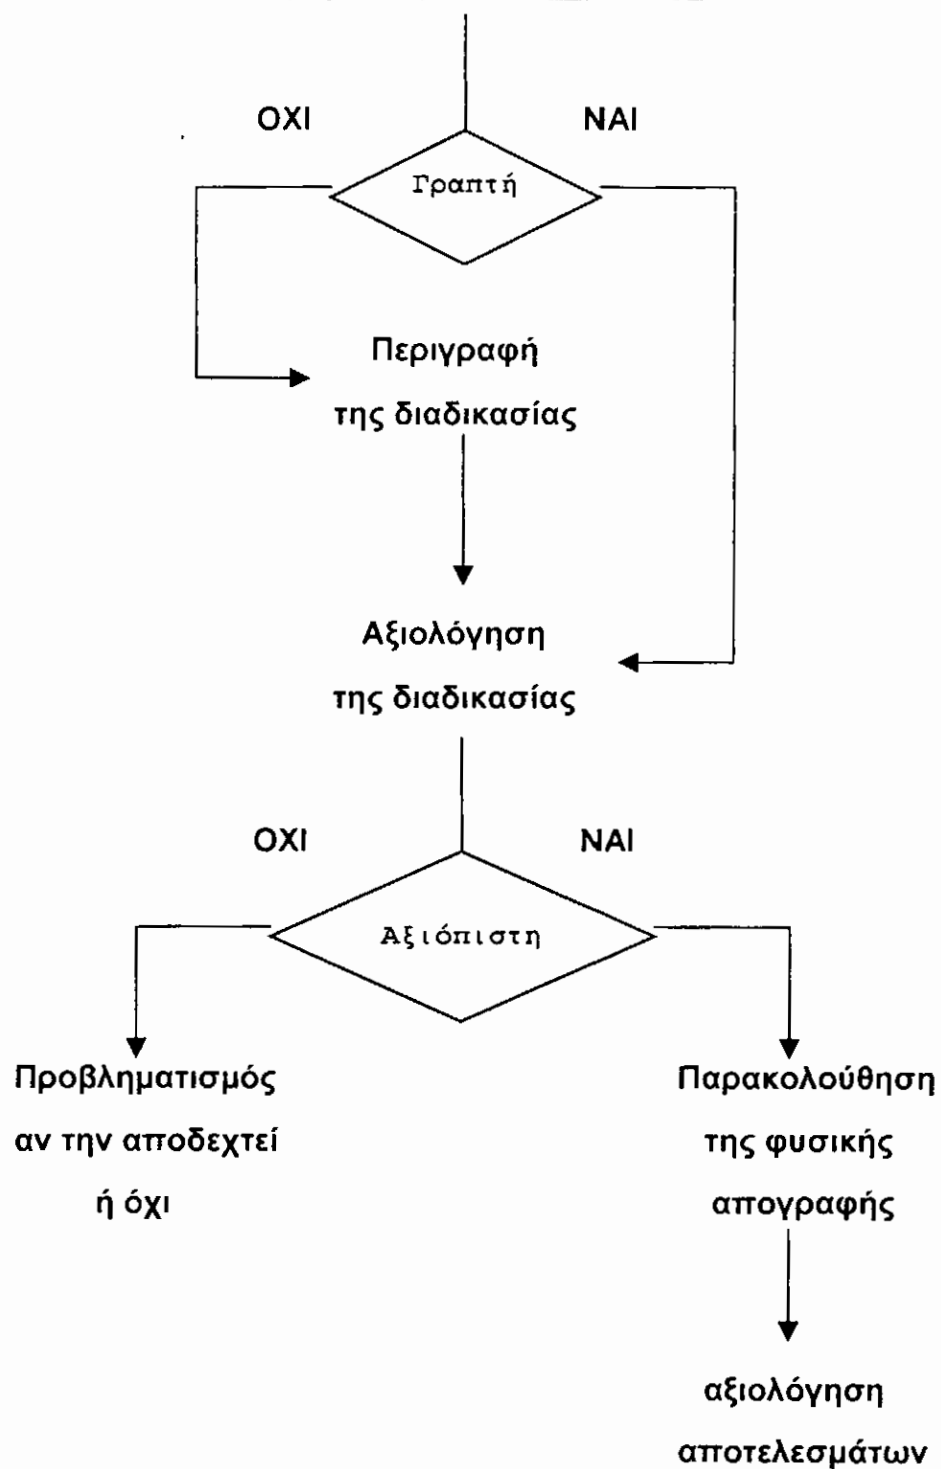 ΟΧΙ ΝΑΙ
Γραπτή
Περιγραφή
της διαδικασίας
Αξιολόγηση
της διαδικασίας
ΟΧΙ ΝΑΙ
Αξιόπιστη
Προβληματισμός
αν την αποδεχτεί
ή όχι
Παρακολούθηση
της φυσικής
απογραφής
αξιολόγηση
αποτελεσμάτων